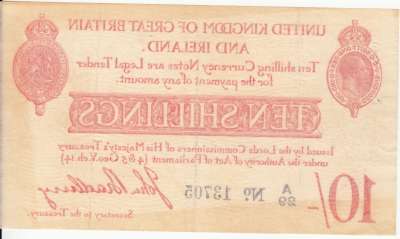 UNITED KINGDOM OF GREAT BRITAIN
AND IRELAND.
Ten shilling Currency Notes are Legal Tender
for the payment of any amount.
TEN SHILLINGS
Issued by the Lords Commissioners of His Majesty's Treasury
under the Authority of Act of Parliament (4 & 5 Geo. V. ch. 14).
A/29 No. 13705
John Bradbury
10/-
Secretary to the Treasury.